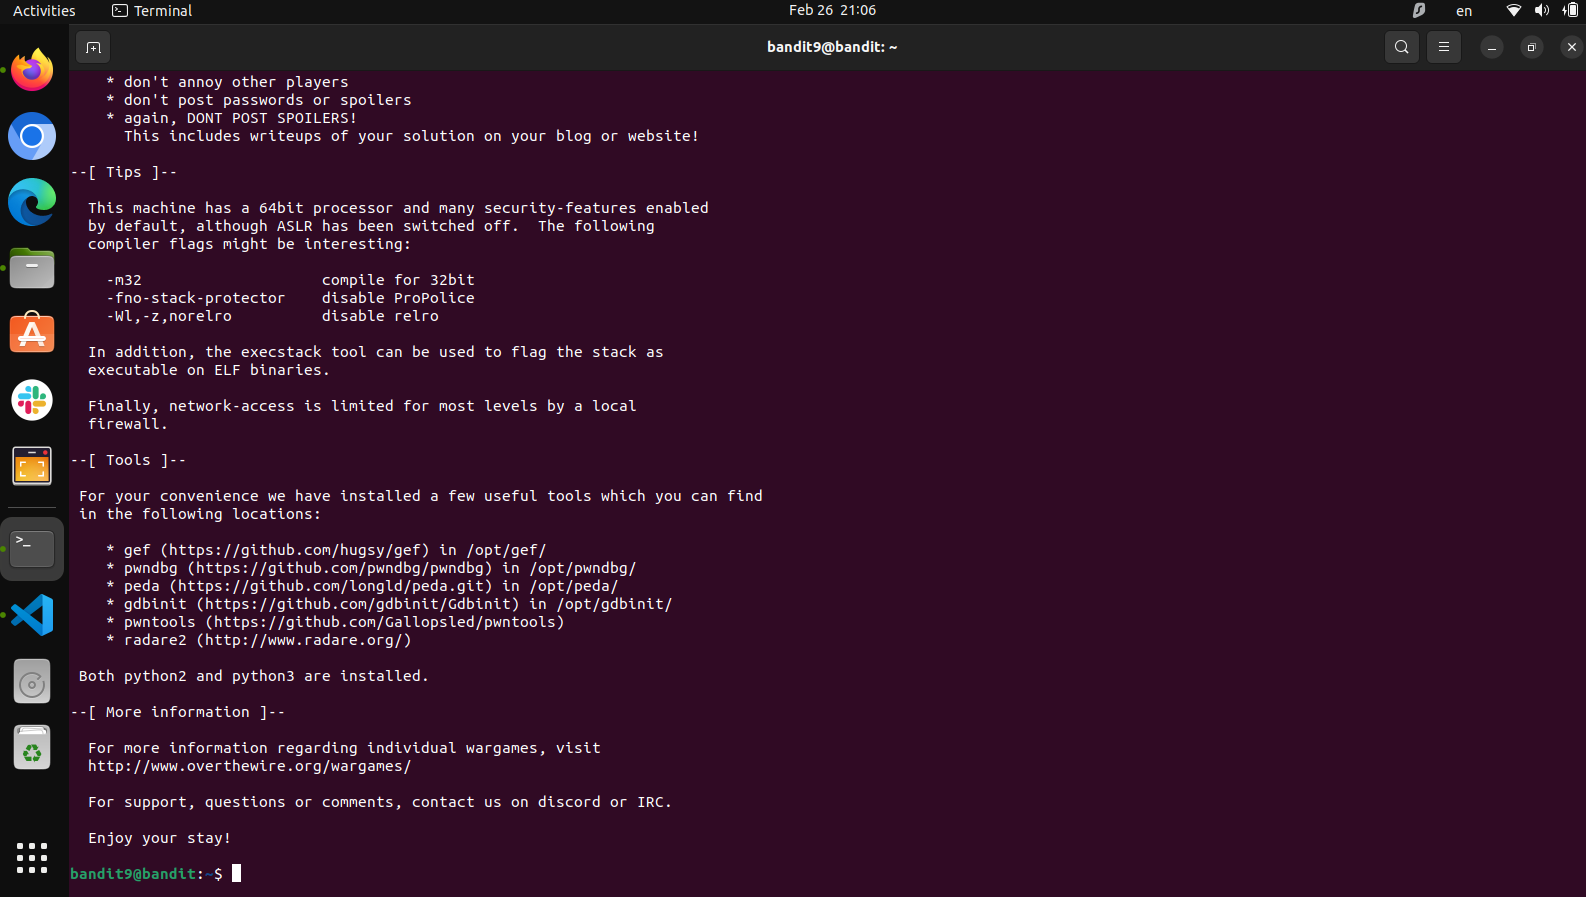 Activities
Terminal
Feb 26 21:06
en
bandit9@bandit: ~
* don't annoy other players
* don't post passwords or spoilers
* again, DONT POST SPOILERS!
This includes writeups of your solution on your blog or website!
--[ Tips ]--
This machine has a 64bit processor and many security-features enabled
by default, although ASLR has been switched off.  The following
compiler flags might be interesting:
-m32                    compile for 32bit
-fno-stack-protector    disable ProPolice
-Wl,-z,norelro          disable relro
In addition, the execstack tool can be used to flag the stack as
executable on ELF binaries.
Finally, network-access is limited for most levels by a local
firewall.
--[ Tools ]--
For your convenience we have installed a few useful tools which you can find
in the following locations:
* gef (https://github.com/hugsy/gef) in /opt/gef/
* pwndbg (https://github.com/pwndbg/pwndbg) in /opt/pwndbg/
* peda (https://github.com/longld/peda.git) in /opt/peda/
* gdbinit (https://github.com/gdbinit/Gdbinit) in /opt/gdbinit/
* pwntools (https://github.com/Gallopsled/pwntools)
* radare2 (http://www.radare.org/)
Both python2 and python3 are installed.
--[ More information ]--
For more information regarding individual wargames, visit
http://www.overthewire.org/wargames/
For support, questions or comments, contact us on discord or IRC.
Enjoy your stay!
bandit9@bandit:~$